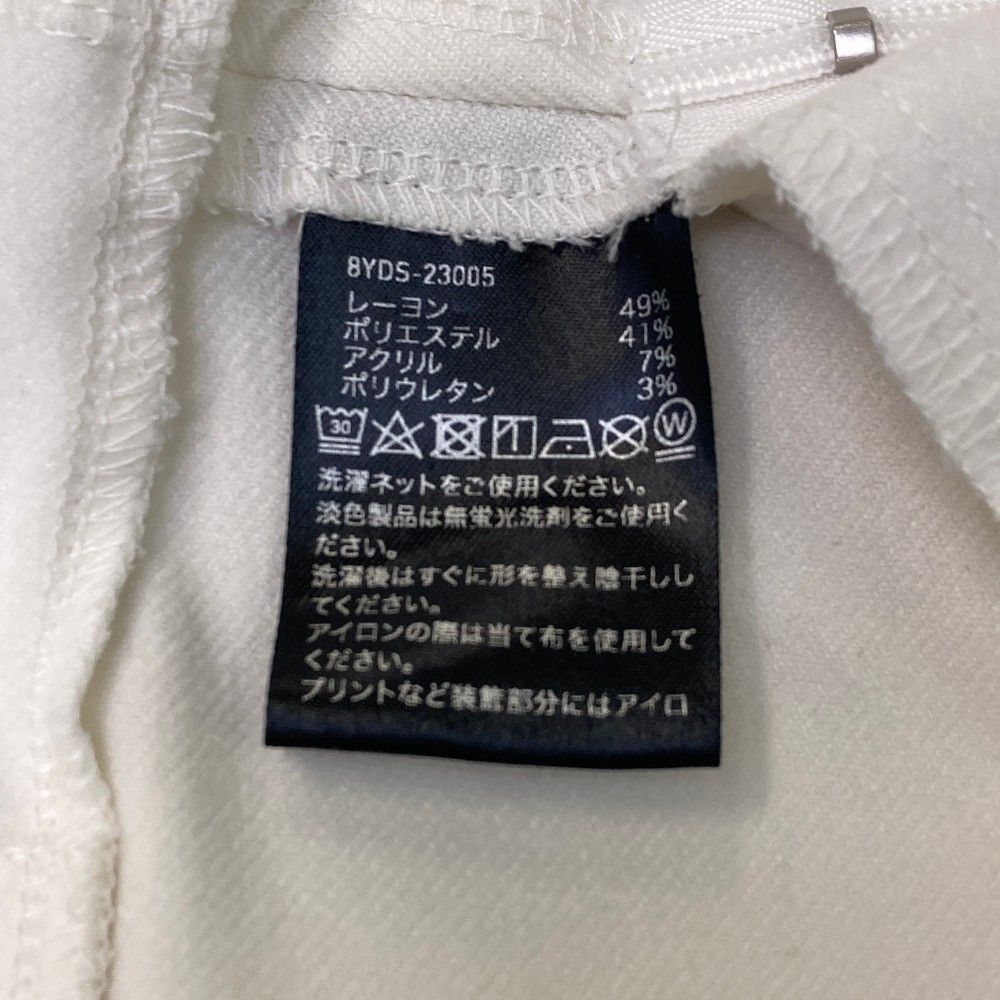 8YDS-23005
レーヨン 49%
ポリエステル 41%
アクリル 7%
ポリウレタン 3%
30 W
洗濯ネットをご使用ください。
淡色製品は無蛍光洗剤をご使用く
ださい。
洗濯後はすぐに形を整え陰干しし
てください。
アイロンの際は当て布を使用して
ください。
プリントなど装飾部分にはアイロ